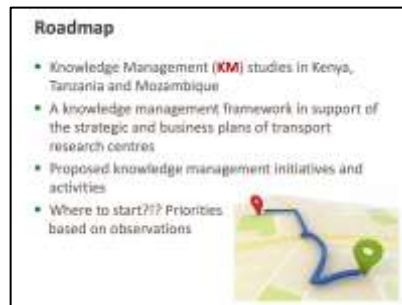 Roadmap
Knowledge Management (KM) studies in Kenya,
Tanzania and Mozambique
A knowledge management framework in support of
the strategic and business plans of transport
research centres
Proposed knowledge management initiatives and
activities
Where to start?!? Priorities
based on observations